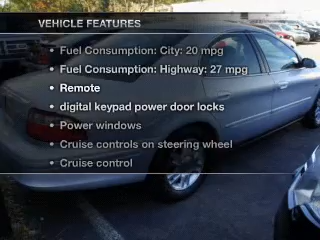 VEHICLE FEATURES
• Fuel Consumption: City: 20 mpg
• Fuel Consumption: Highway: 27 mpg
• Remote
• digital keypad power door locks
• Power windows
• Cruise controls on steering wheel
• Cruise control